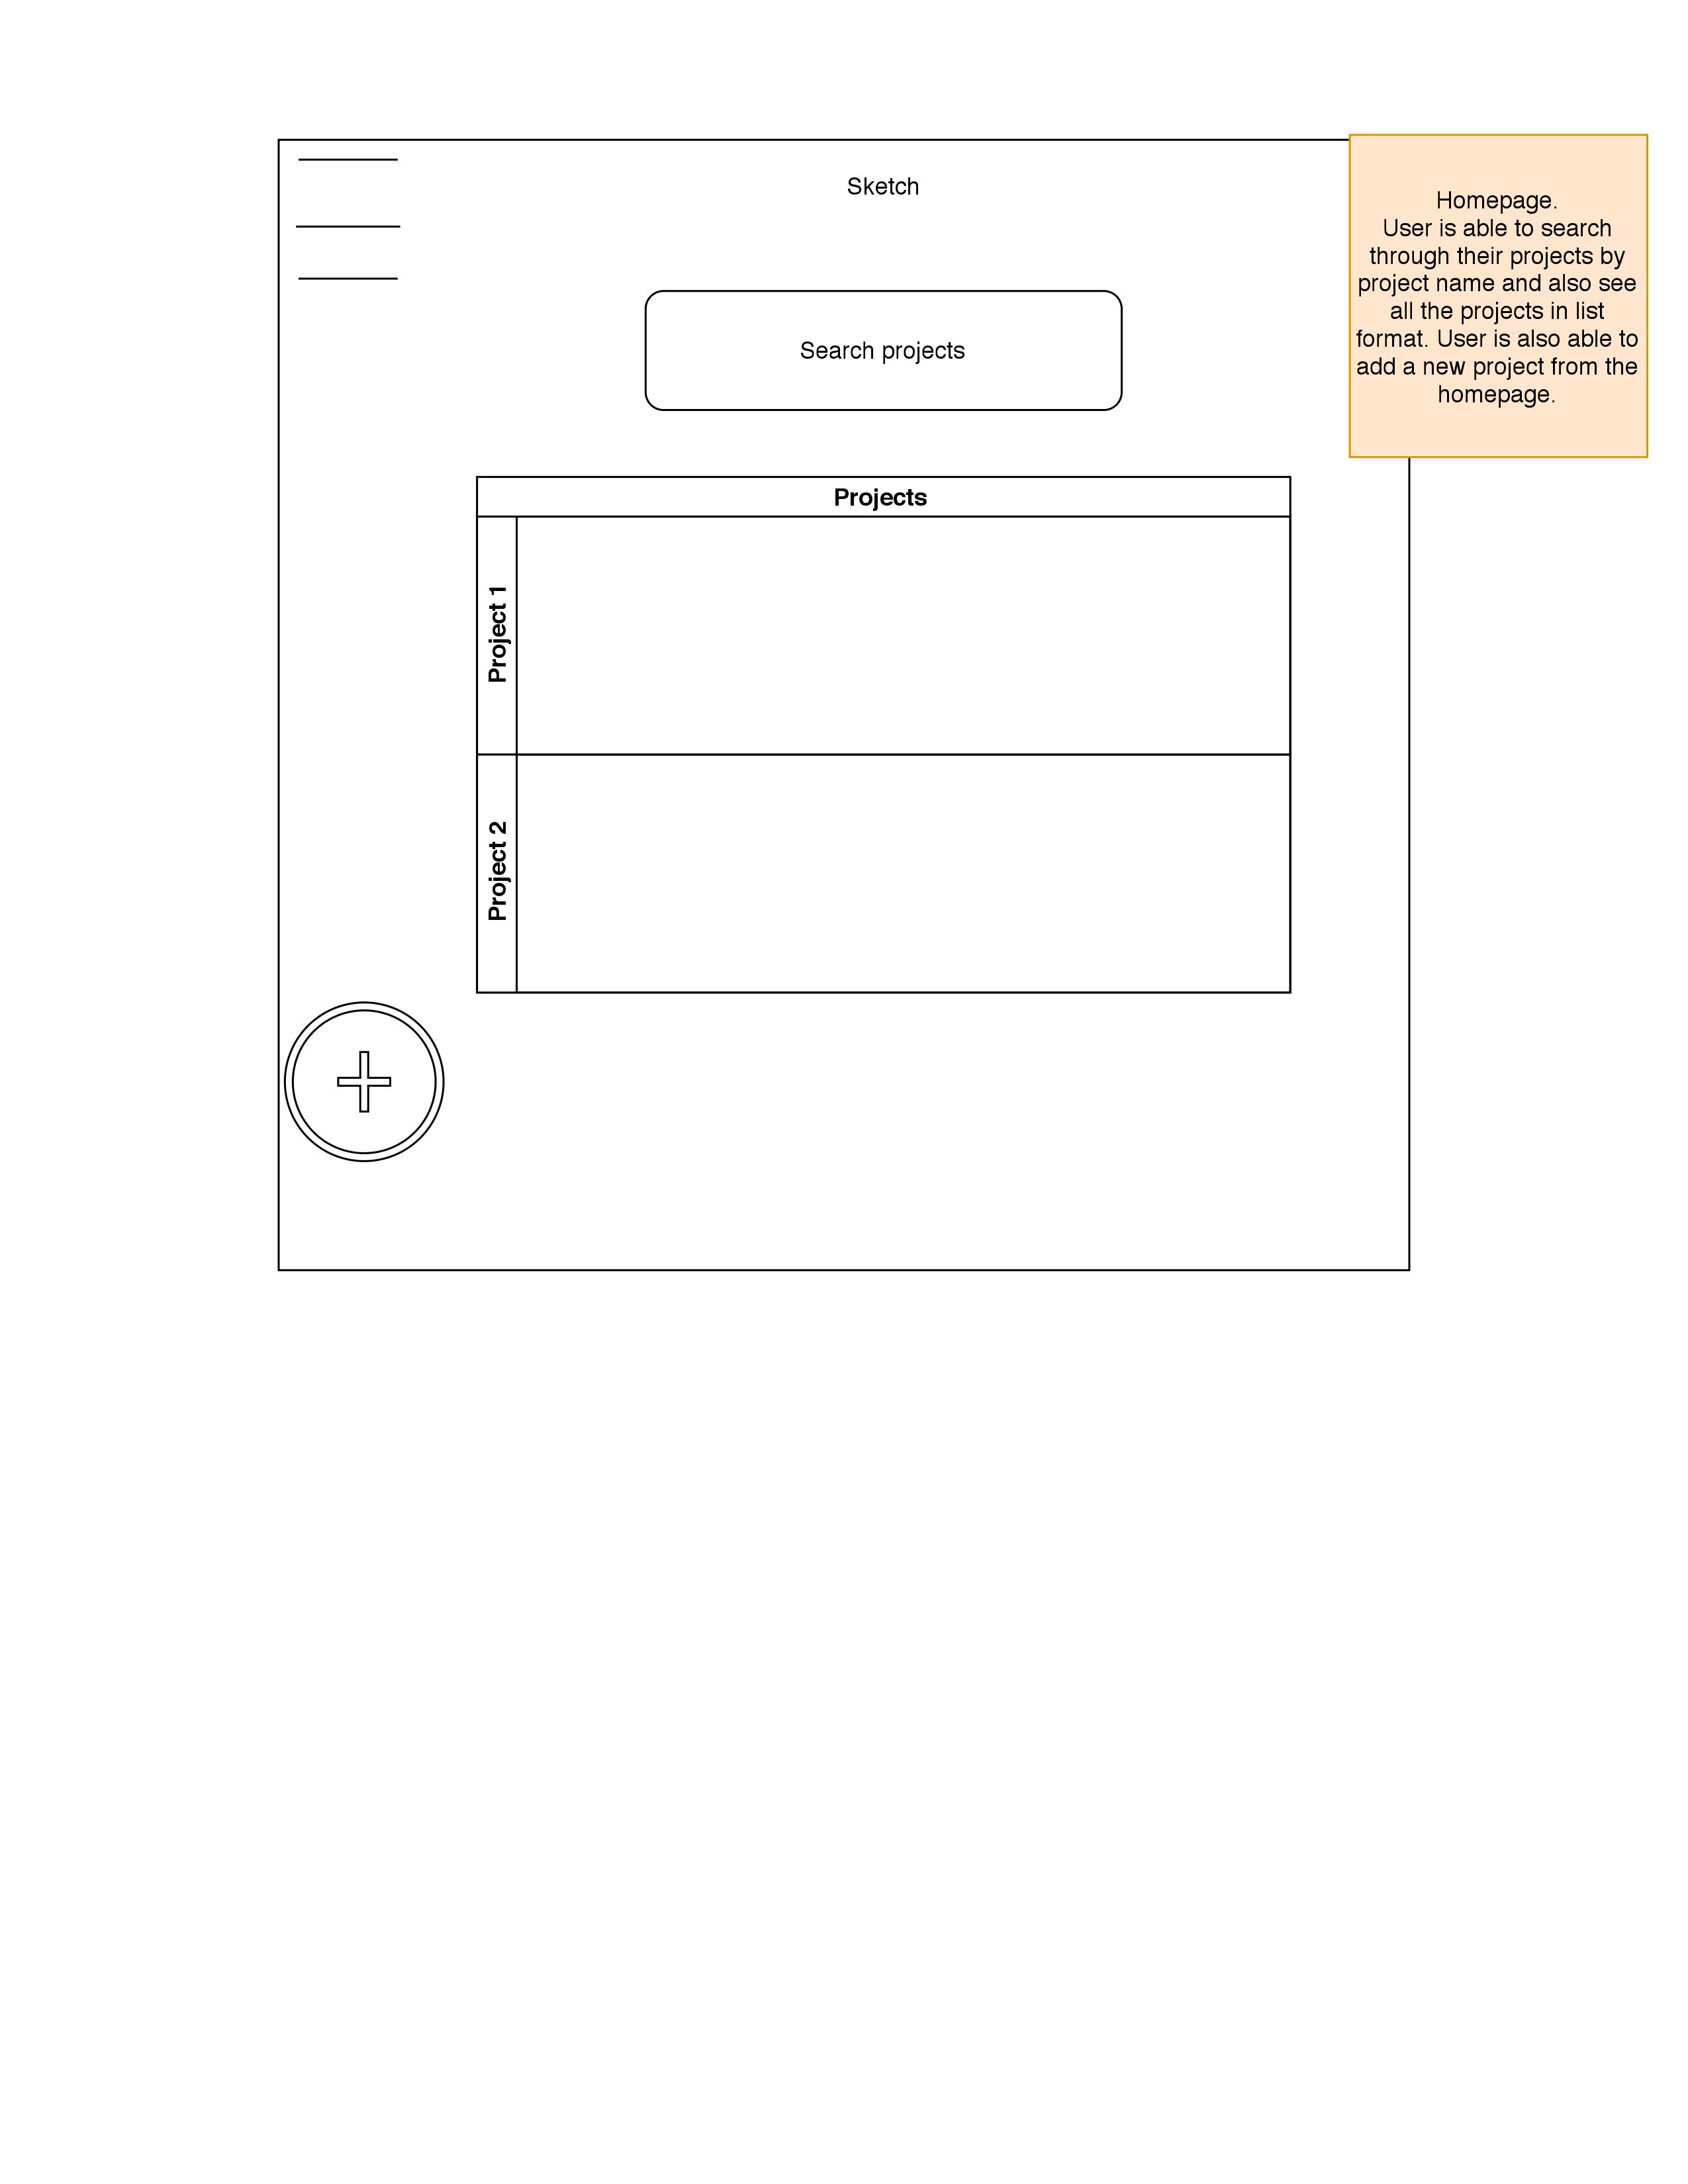 Sketch
Homepage.
User is able to search
through their projects by
project name and also see
all the projects in list
format. User is also able to
add a new project from the
homepage.
Search projects
Projects
Project 1
Project 2